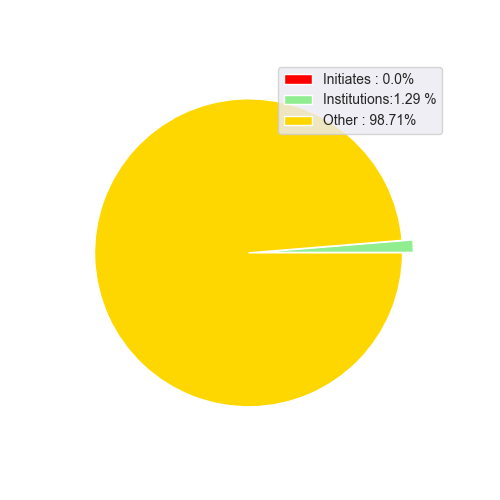 Initiates : 0.0%
Institutions:1.29 %
Other : 98.71%